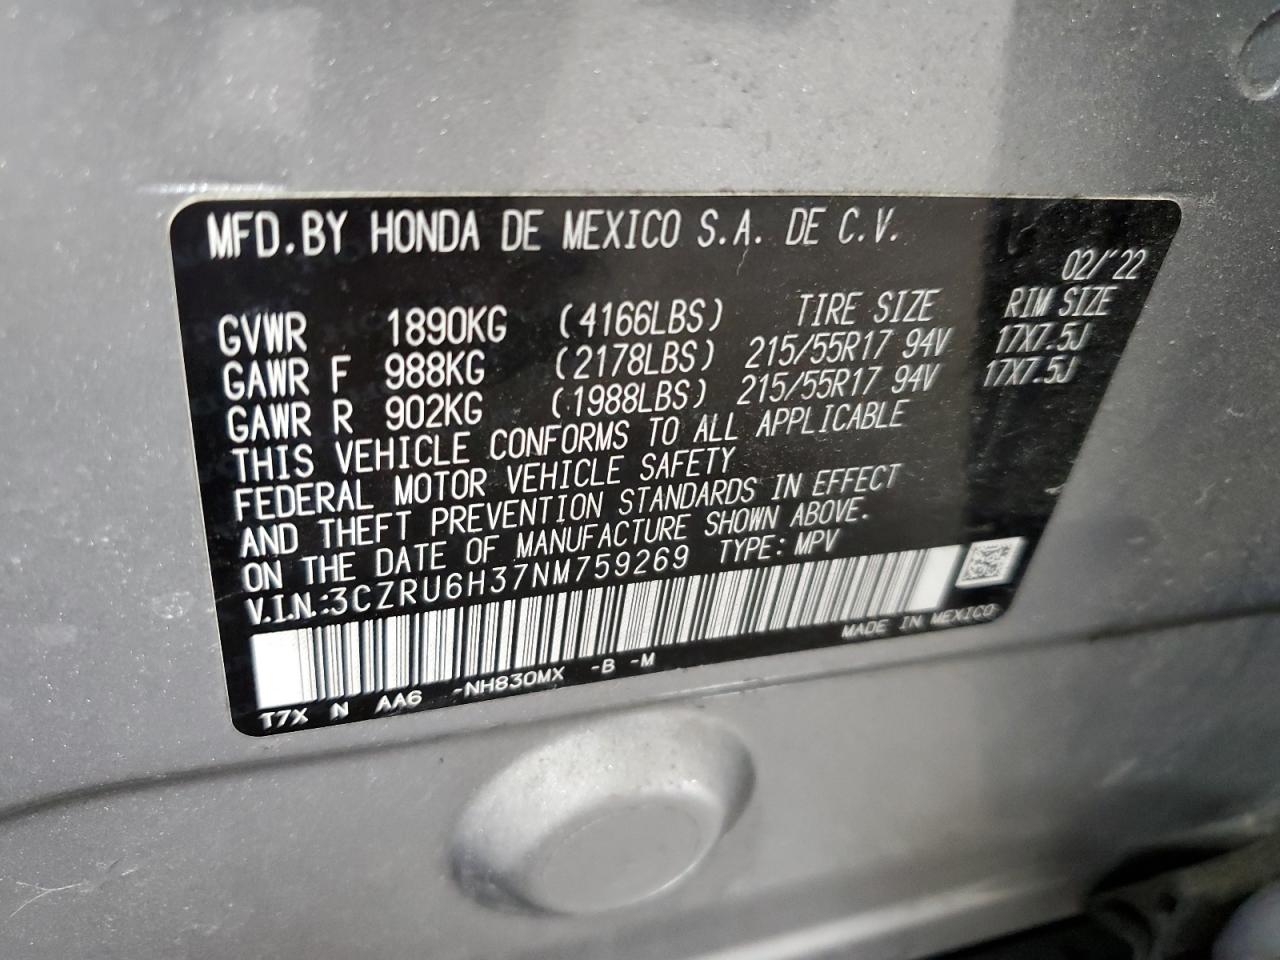 MFD.BY HONDA DE MEXICO S.A. DE C.V.
02/'22
GVWR 1890KG (4166LBS) TIRE SIZE RIM SIZE
GAWR F 988KG (2178LBS) 215/55R17 94V 17X7.5J
GAWR R 902KG (1988LBS) 215/55R17 94V 17X7.5J
THIS VEHICLE CONFORMS TO ALL APPLICABLE
FEDERAL MOTOR VEHICLE SAFETY
AND THEFT PREVENTION STANDARDS IN EFFECT
ON THE DATE OF MANUFACTURE SHOWN ABOVE.
V.I.N.:3CZRU6H37NM759269 TYPE: MPV
MADE IN MEXICO
T7X N AA6 -NH830MX -B -M